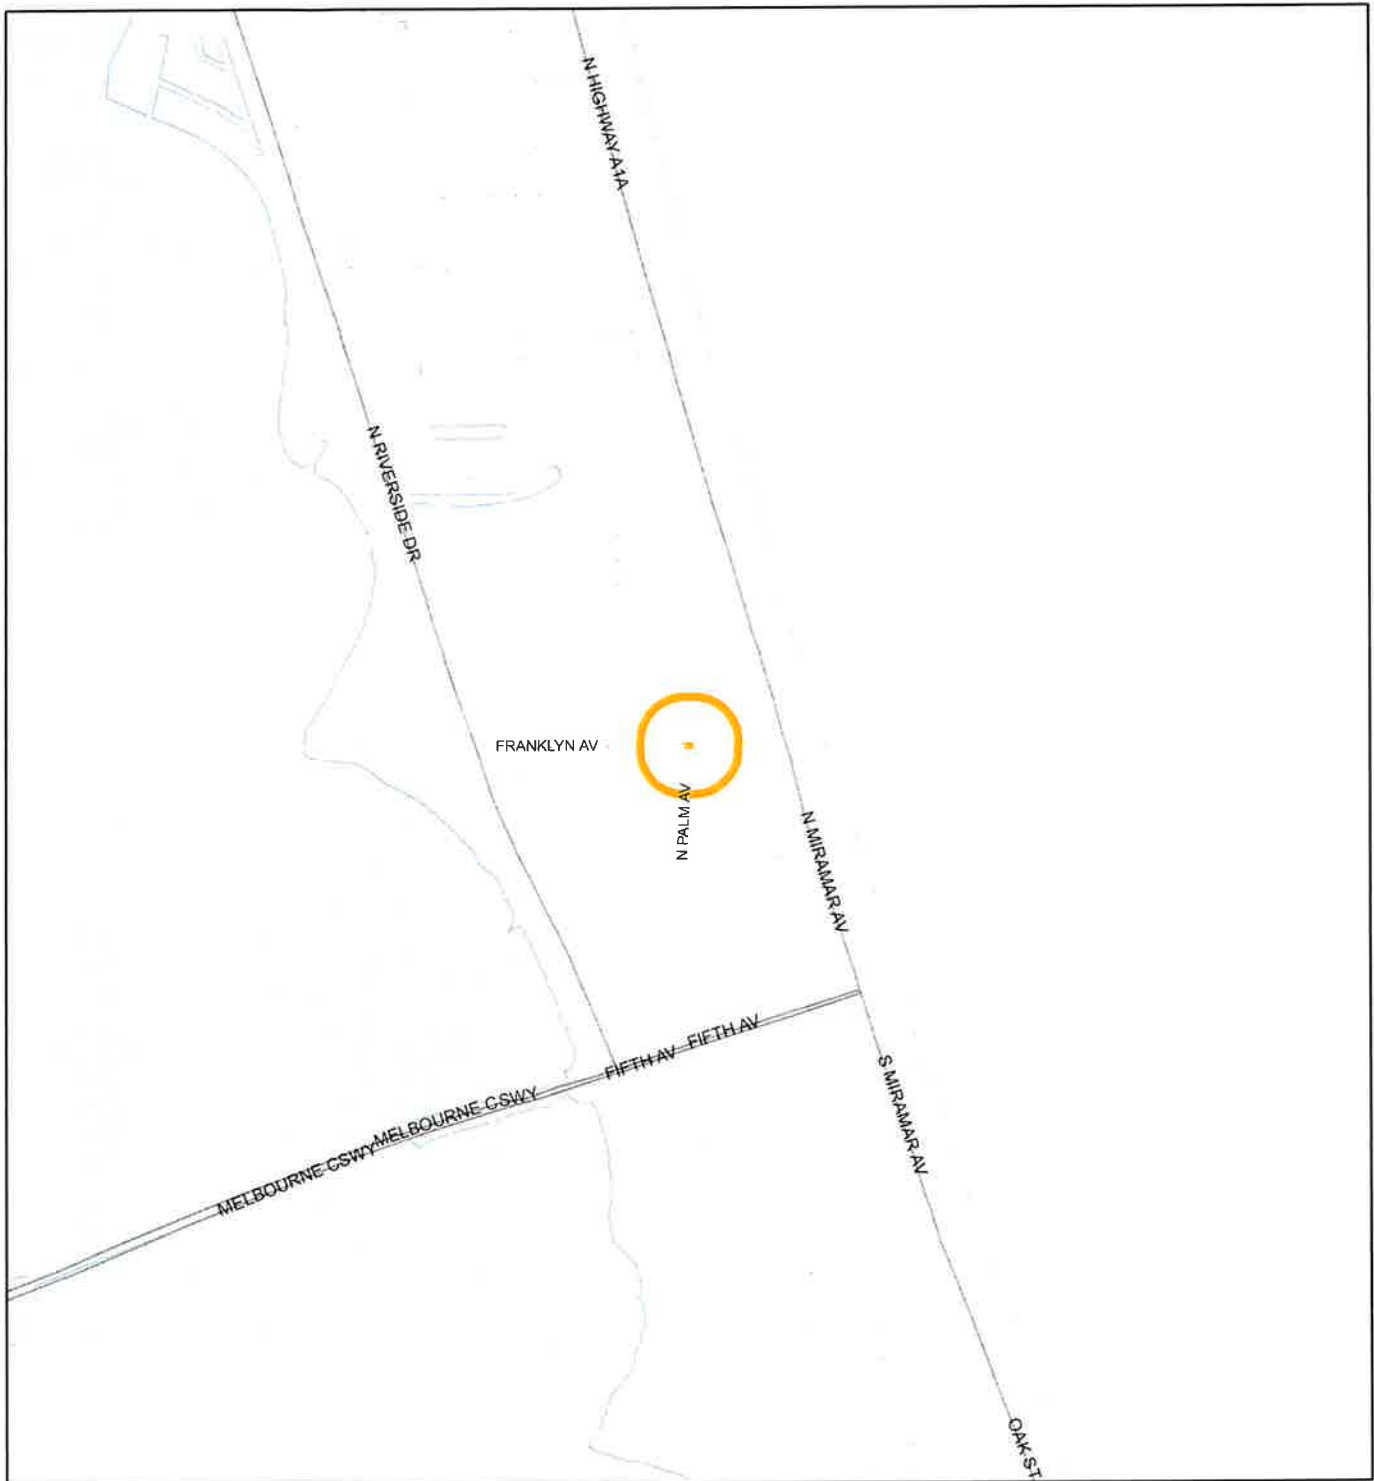 N HIGHWAY A1A
N RIVERSIDE DR
FRANKLYN AV
N PALM AV
N MIRAMAR AV
FIFTH AV
FIFTH AV
S MIRAMAR AV
MELBOURNE CSWY
MELBOURNE CSWY
OAK ST